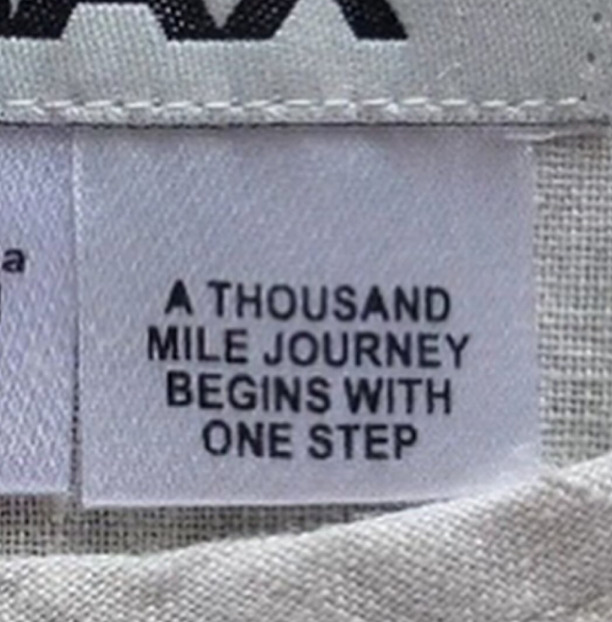 a
A THOUSAND
MILE JOURNEY
BEGINS WITH
ONE STEP